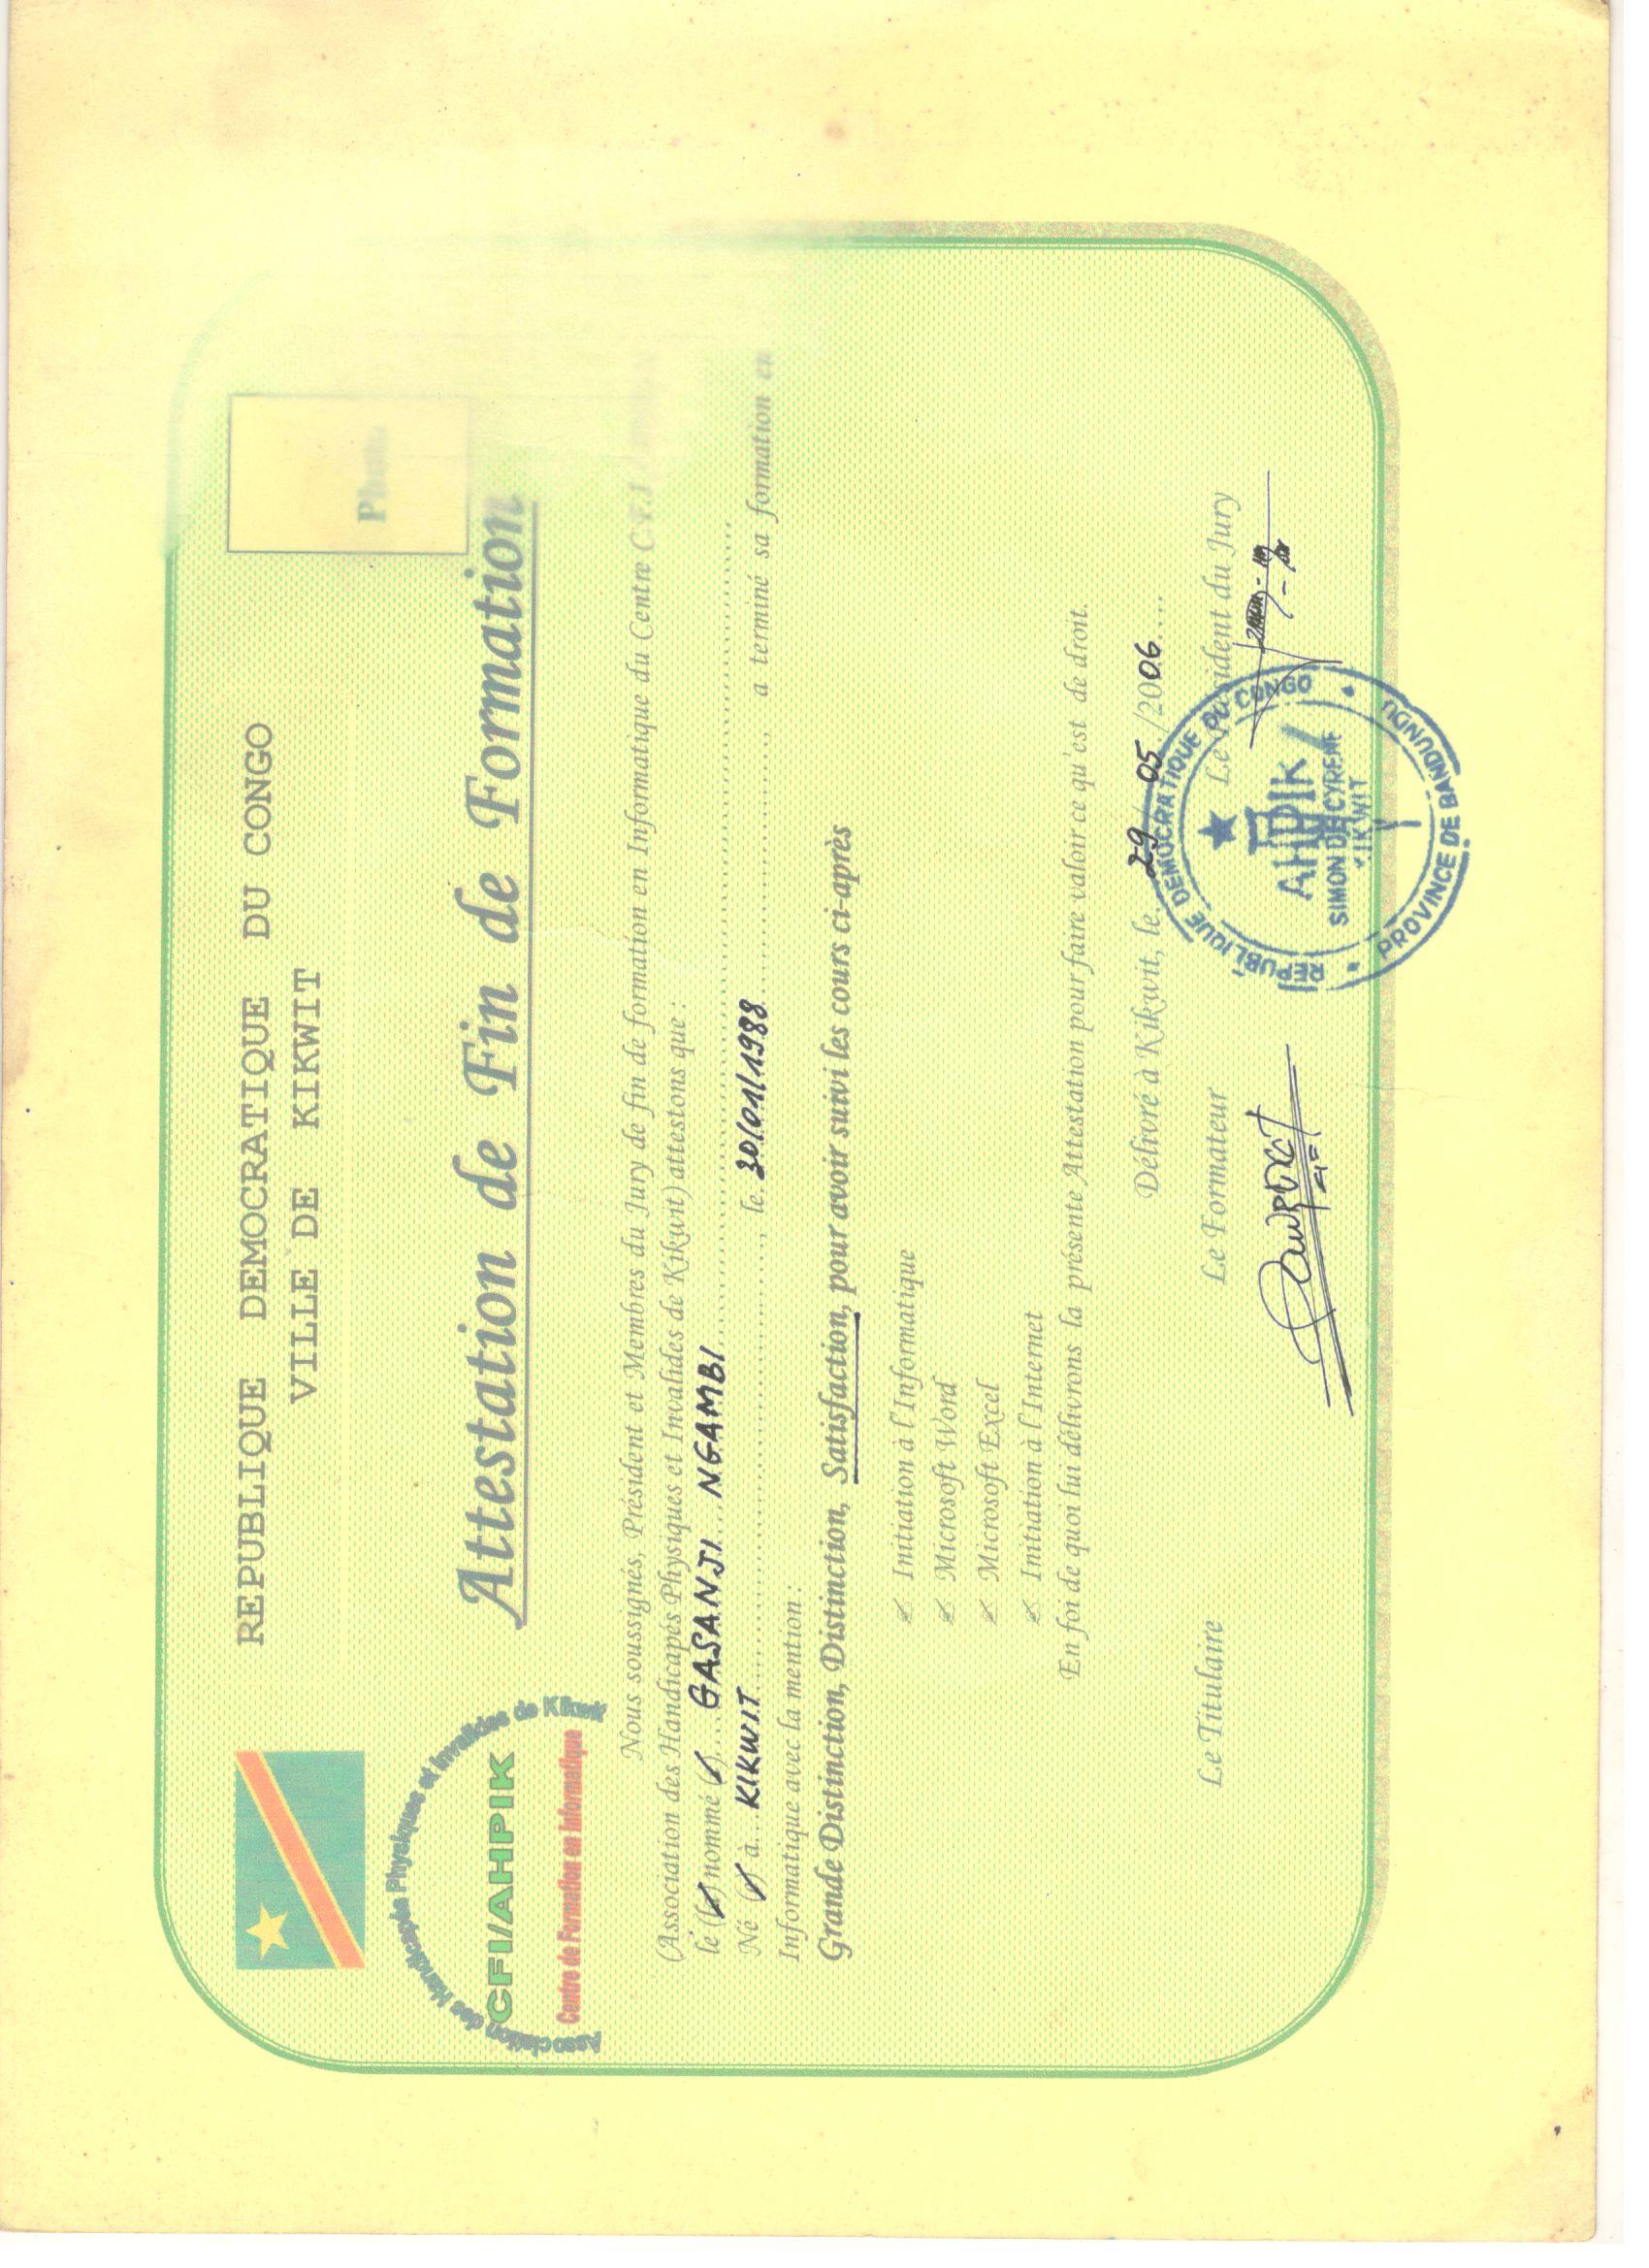 REPUBLIQUE DEMOCRATIQUE DU CONGO
VILLE DE KIKWIT
Association des Handicapés Physiques et Invalides de Kikwit
CFI/AHPIK
Centre de Formation en Informatique
Attestation de Fin de Formation
Nous soussignés, Président et Membres du Jury de fin de formation en Informatique du Centre
(Association des Handicapés Physiques et Invalides de Kikwit) attestons que :
le (la) nommé (e).... GASANJI.... NGAMBI
Né (e) à.... KIKWIT, le. 30/01/1988, a terminé sa formation en
Informatique avec la mention :
Grande Distinction, Distinction, Satisfaction, pour avoir suivi les cours ci-après
Initiation à l'Informatique
Microsoft Word
Microsoft Excel
Initiation à l'Internet
En foi de quoi lui délivrons la présente Attestation pour faire valoir ce qu'est de droit.
Délivré à Kikwit, le. 29/05/2006....
Le Titulaire Le Formateur Le Président du Jury
REPUBLIQUE DEMOCRATIQUE DU CONGO
AHPIK
SIMON DE CYRENE
KIKWIT
PROVINCE DE BANDUNDU